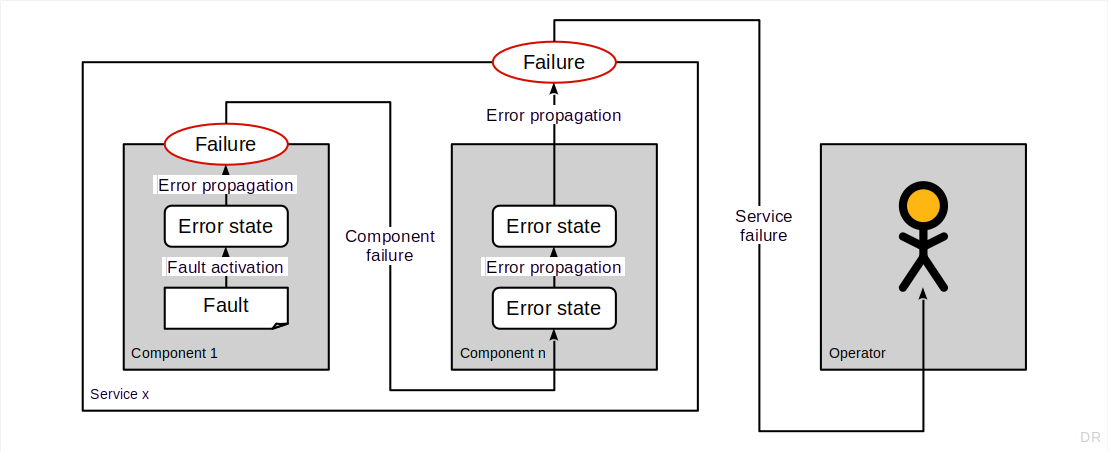 Failure
Error propagation
Failure
Error propagation
Error state
Fault activation
Fault
Component 1
Component
failure
Error state
Error propagation
Error state
Component n
Service x
Service
failure
Operator
DR